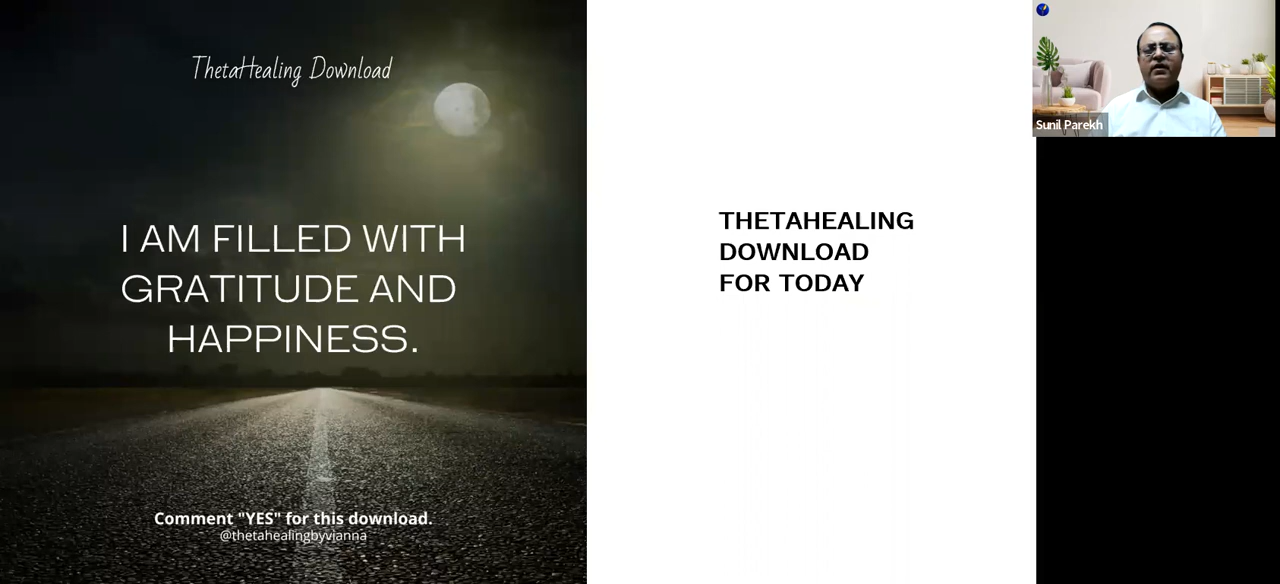 ThetaHealing Download
I AM FILLED WITH
GRATITUDE AND
HAPPINESS.
Comment "YES" for this download.
@thetahealingbyvianna
THETAHEALING
DOWNLOAD
FOR TODAY
Sunil Parekh